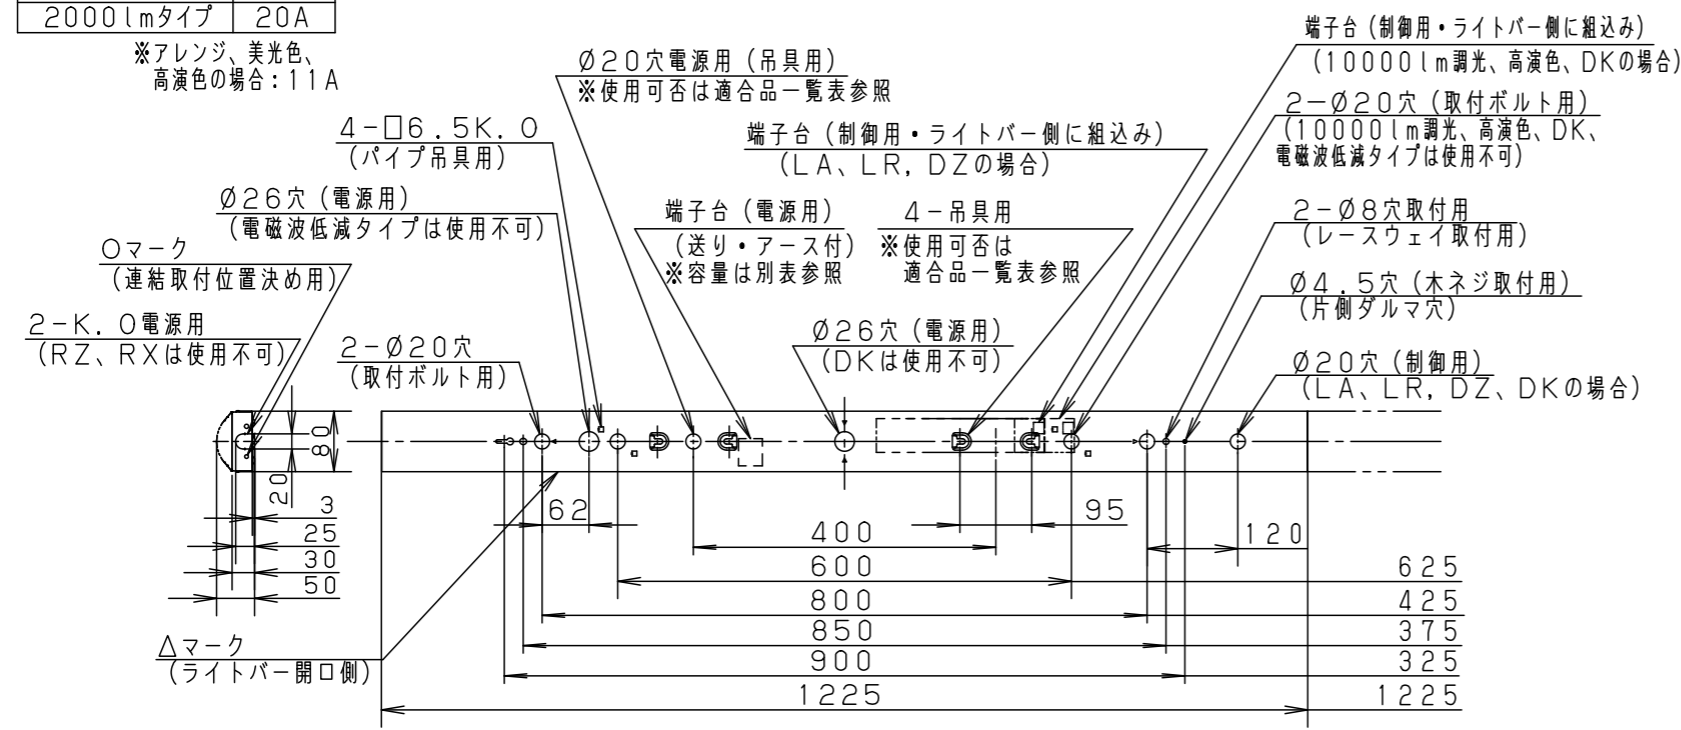 2000lmタイプ 20A
※アレンジ、美光色、
高演色の場合:11A
Ø20穴電源用(吊具用)
※使用可否は適合品一覧表参照
端子台(制御用・ライトバー側に組込み)
(10000lm調光、高演色、DKの場合)
4-□6.5K.O
(パイプ吊具用)
端子台(制御用・ライトバー側に組込み)
(LA、LR,DZの場合)
2-Ø20穴(取付ボルト用)
(10000lm調光、高演色、DK、
電磁波低減タイプは使用不可)
Ø26穴(電源用)
(電磁波低減タイプは使用不可)
端子台(電源用)
(送り・アース付)
※容量は別表参照
4-吊具用
※使用可否は
適合品一覧表参照
2-Ø8穴取付用
(レースウェイ取付用)
Oマーク
(連結取付位置決め用)
Ø4.5穴(木ネジ取付用)
(片側ダルマ穴)
2-K.O電源用
(RZ、RXは使用不可)
2-Ø20穴
(取付ボルト用)
Ø26穴(電源用)
(DKは使用不可)
Ø20穴(制御用)
(LA、LR,DZ、DKの場合)
80
20
3
25
30
50
62
95
400
120
600
625
800
425
850
375
900
325
1225
1225
△マーク
(ライトバー開口側)